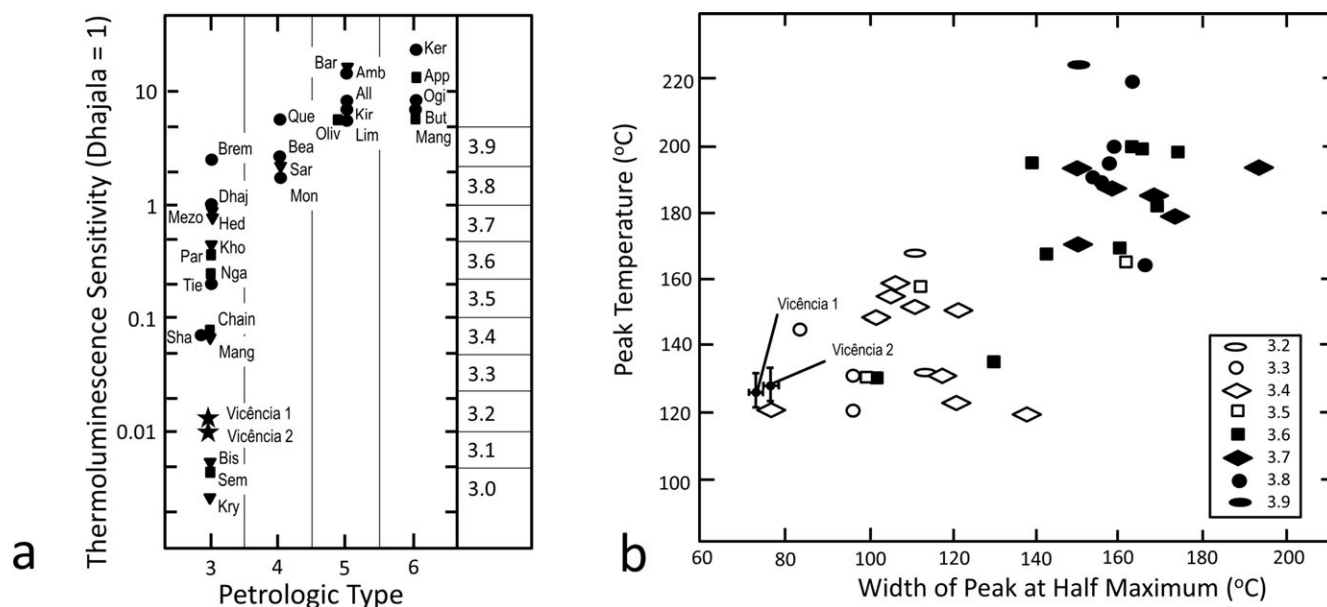 Thermoluminescence Sensitivity (Dhajala = 1)
10
1
0.1
0.01
Ker
Bar
Amb
App
All
Ogi
Que
Kir
But
Oliv
Lim
Mang
Brem
Bea
Sar
Mon
Dhaj
Mezo
Hed
Kho
Par
Nga
Tie
Chain
Sha
Mang
Vicência 1
Vicência 2
Bis
Sem
Kry
3.9
3.8
3.7
3.6
3.5
3.4
3.3
3.2
3.1
3.0
3 4 5 6
Petrologic Type
a
Peak Temperature (°C)
220
200
180
160
140
120
100
Vicência 1
Vicência 2
3.2
3.3
3.4
3.5
3.6
3.7
3.8
3.9
60 80 100 120 140 160 180 200
Width of Peak at Half Maximum (°C)
b